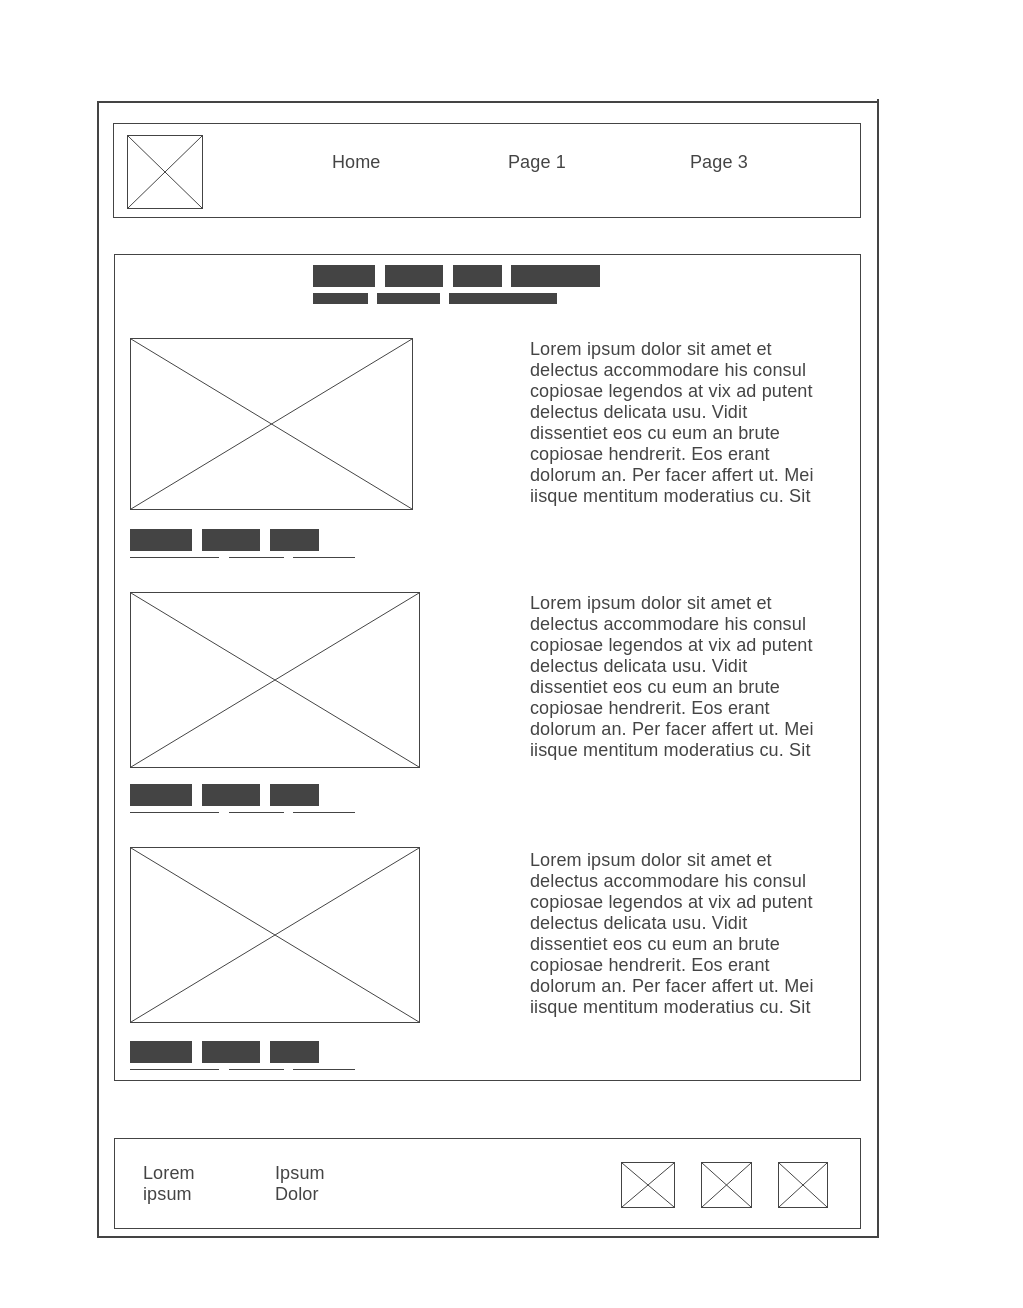 Home Page 1 Page 3
Lorem ipsum dolor sit amet et
delectus accommodare his consul
copiosae legendos at vix ad putent
delectus delicata usu. Vidit
dissentiet eos cu eum an brute
copiosae hendrerit. Eos erant
dolorum an. Per facer affert ut. Mei
iisque mentitum moderatius cu. Sit
Lorem ipsum dolor sit amet et
delectus accommodare his consul
copiosae legendos at vix ad putent
delectus delicata usu. Vidit
dissentiet eos cu eum an brute
copiosae hendrerit. Eos erant
dolorum an. Per facer affert ut. Mei
iisque mentitum moderatius cu. Sit
Lorem ipsum dolor sit amet et
delectus accommodare his consul
copiosae legendos at vix ad putent
delectus delicata usu. Vidit
dissentiet eos cu eum an brute
copiosae hendrerit. Eos erant
dolorum an. Per facer affert ut. Mei
iisque mentitum moderatius cu. Sit
Lorem
ipsum
Ipsum
Dolor